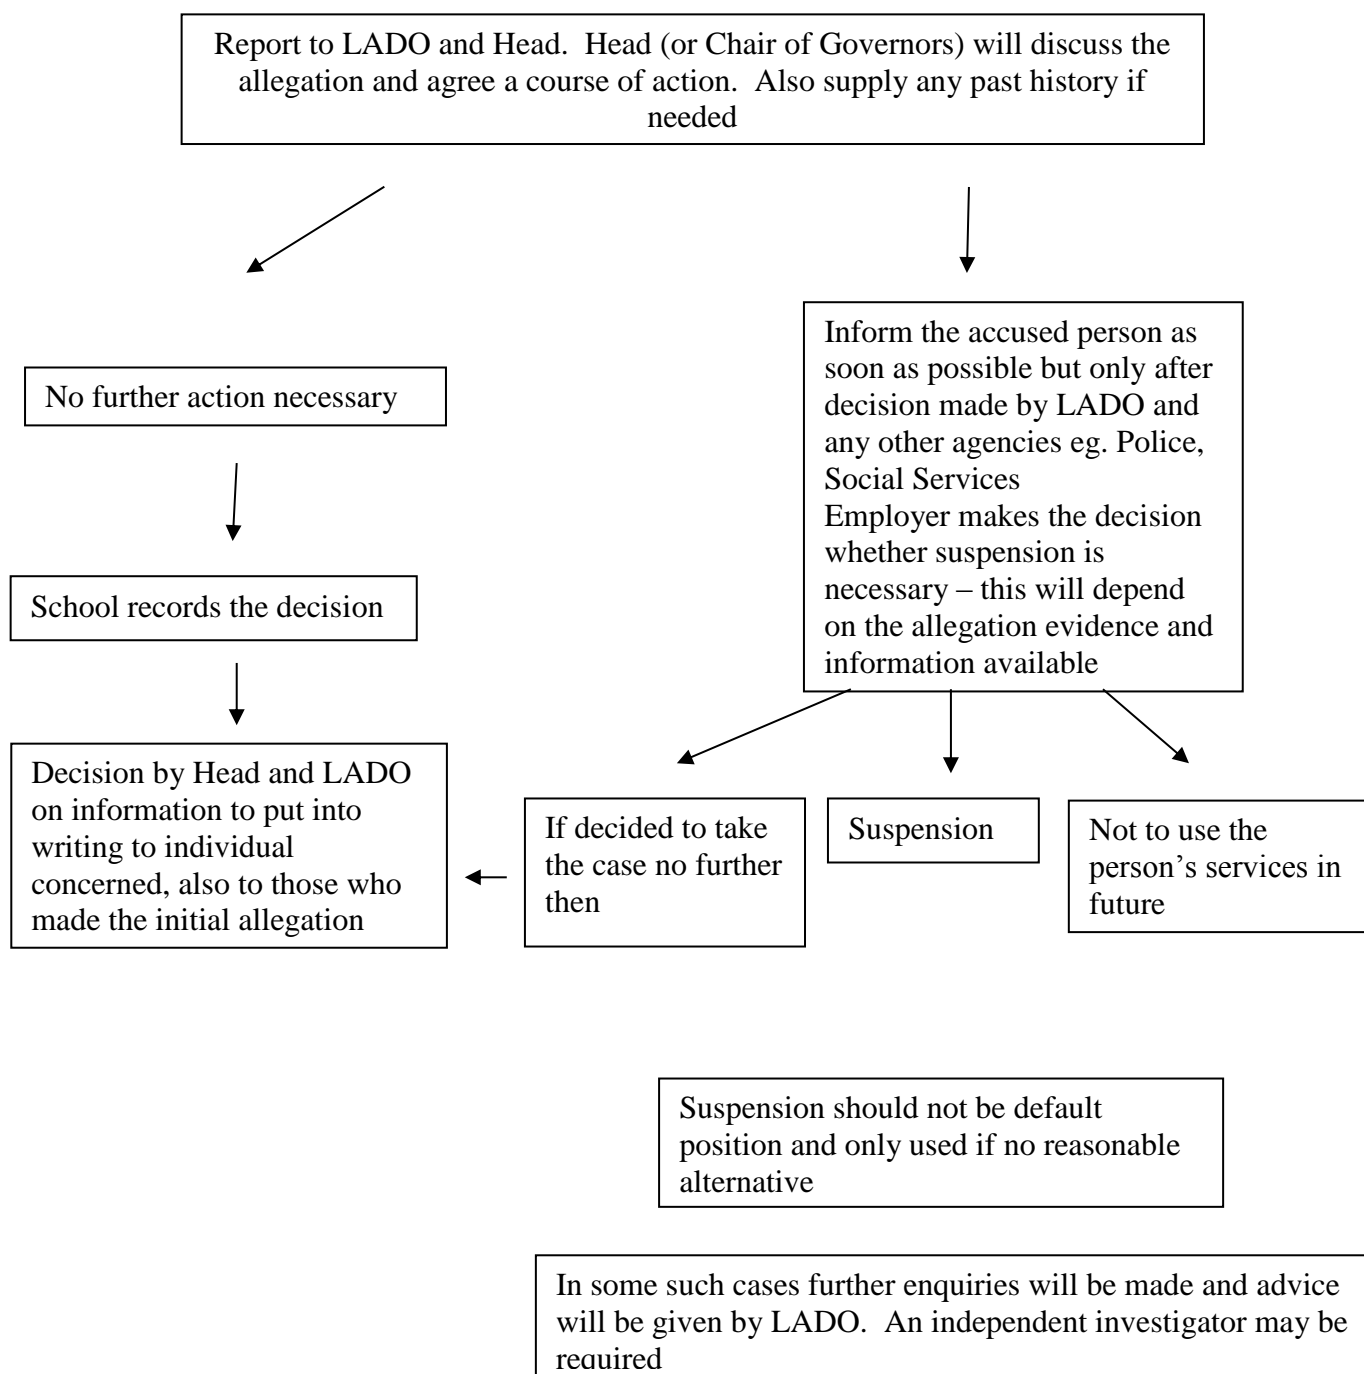 Report to LADO and Head.  Head (or Chair of Governors) will discuss the
allegation and agree a course of action.  Also supply any past history if
needed
No further action necessary
School records the decision
Decision by Head and LADO
on information to put into
writing to individual
concerned, also to those who
made the initial allegation
Inform the accused person as
soon as possible but only after
decision made by LADO and
any other agencies eg. Police,
Social Services
Employer makes the decision
whether suspension is
necessary – this will depend
on the allegation evidence and
information available
If decided to take
the case no further
then
Suspension
Not to use the
person’s services in
future
Suspension should not be default
position and only used if no reasonable
alternative
In some such cases further enquiries will be made and advice
will be given by LADO.  An independent investigator may be
required